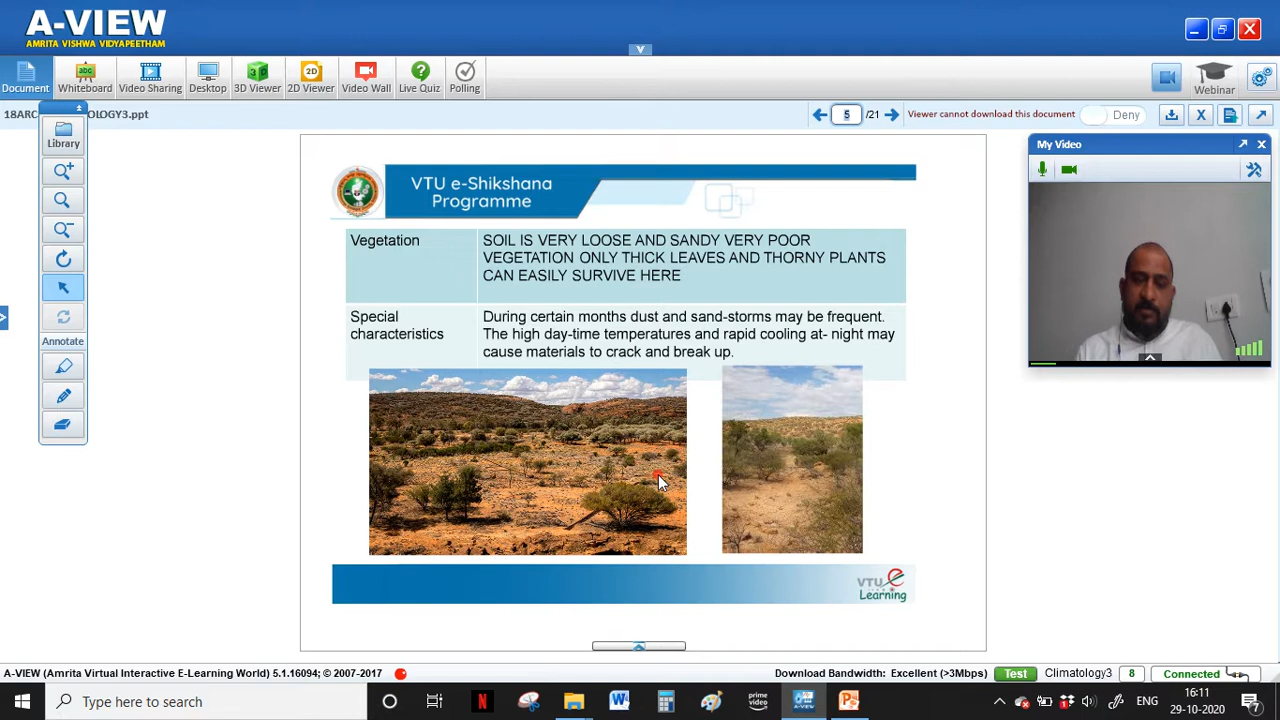 A-VIEW
AMRITA VISHWA VIDYAPEETHAM
Document
Whiteboard
Video Sharing
Desktop
3D Viewer
2D Viewer
Video Wall
Live Quiz
Polling
Webinar
18ARC
OLOGY3.ppt
5 /21
Viewer cannot download this document
Deny
Library
Annotate
My Video
VTU e-Shikshana
Programme
Vegetation
SOIL IS VERY LOOSE AND SANDY VERY POOR
VEGETATION ONLY THICK LEAVES AND THORNY PLANTS
CAN EASILY SURVIVE HERE
Special
characteristics
During certain months dust and sand-storms may be frequent.
The high day-time temperatures and rapid cooling at- night may
cause materials to crack and break up.
VTU e
Learning
A-VIEW (Amrita Virtual Interactive E-Learning World) 5.1.16094; © 2007-2017
Download Bandwidth: Excellent (>3Mbps)
Test
Climatology3
8
Connected
Type here to search
prime
video
ENG
16:11
29-10-2020
7